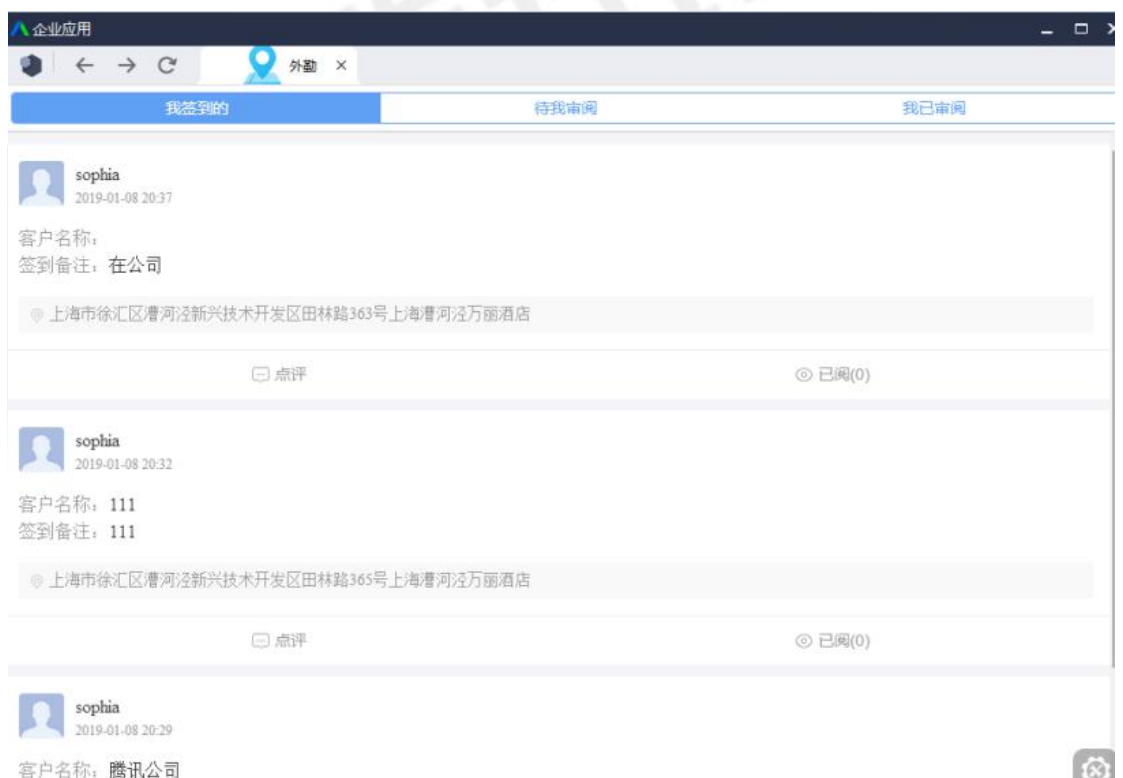 企业应用
外勤
我签到的 待我审阅 我已审阅
sophia
2019-01-08 20:37
客户名称：
签到备注：在公司
上海市徐汇区漕河泾新兴技术开发区田林路363号上海漕河泾万丽酒店
点评 已阅(0)
sophia
2019-01-08 20:32
客户名称：111
签到备注：111
上海市徐汇区漕河泾新兴技术开发区田林路365号上海漕河泾万丽酒店
点评 已阅(0)
sophia
2019-01-08 20:29
客户名称：腾讯公司